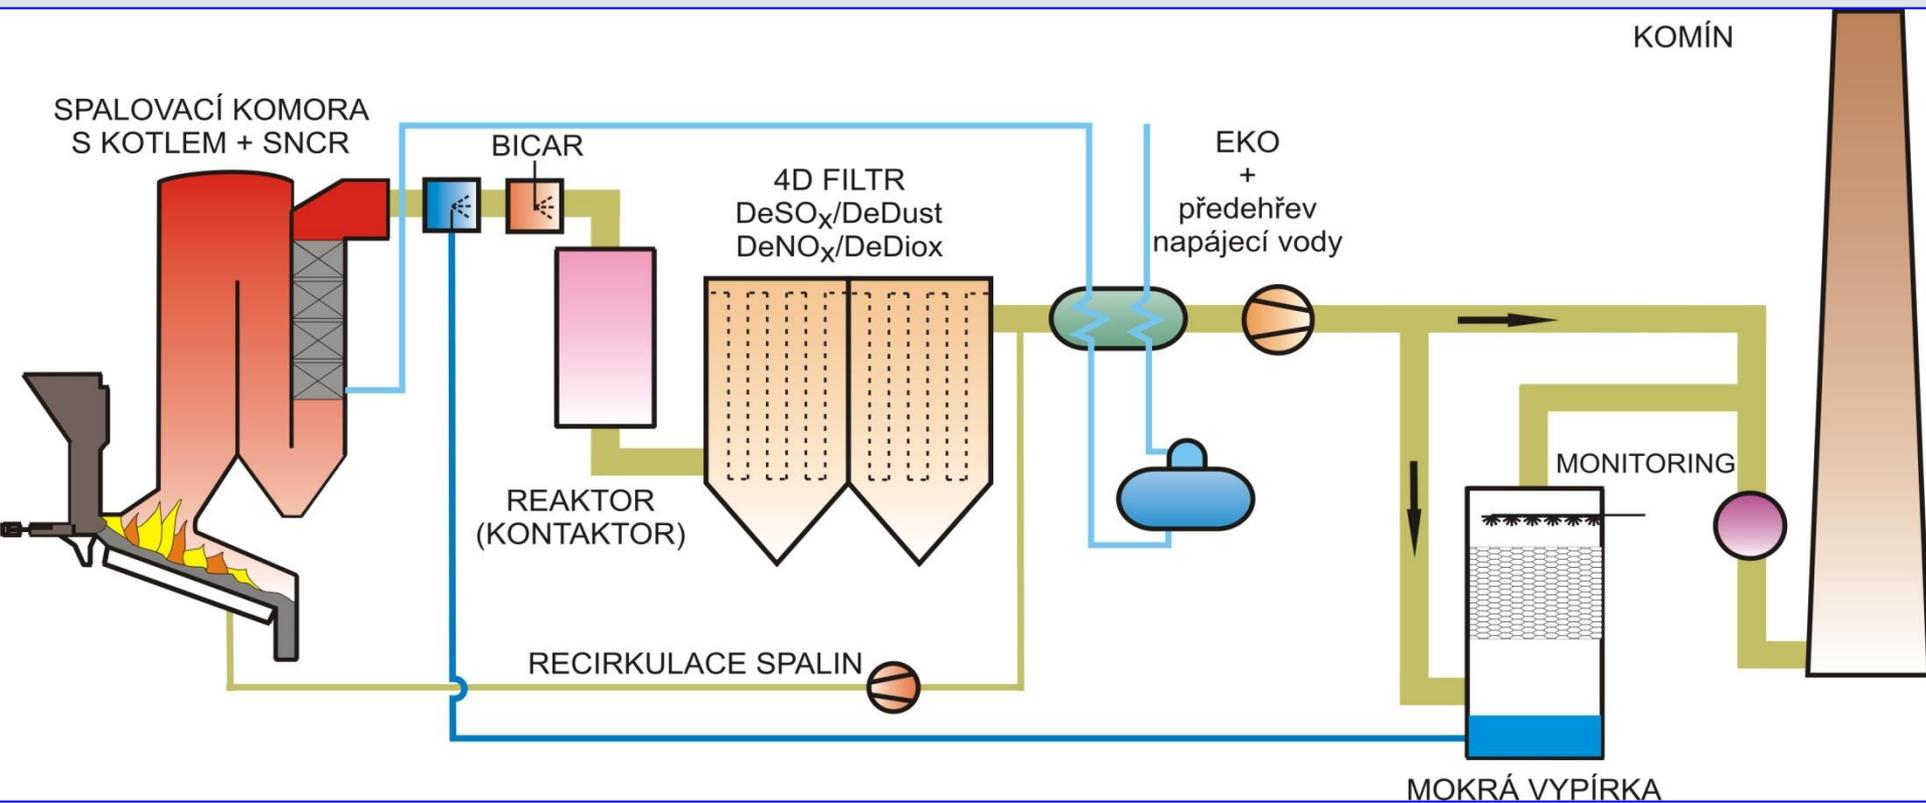 KOMÍN
SPALOVACÍ KOMORA
S KOTLEM + SNCR
BICAR
EKO
+
předehřev
napájecí vody
4D FILTR
DeSOx/DeDust
DeNOx/DeDiox
MONITORING
REAKTOR
(KONTAKTOR)
RECIRKULACE SPALIN
MOKRÁ VYPÍRKA